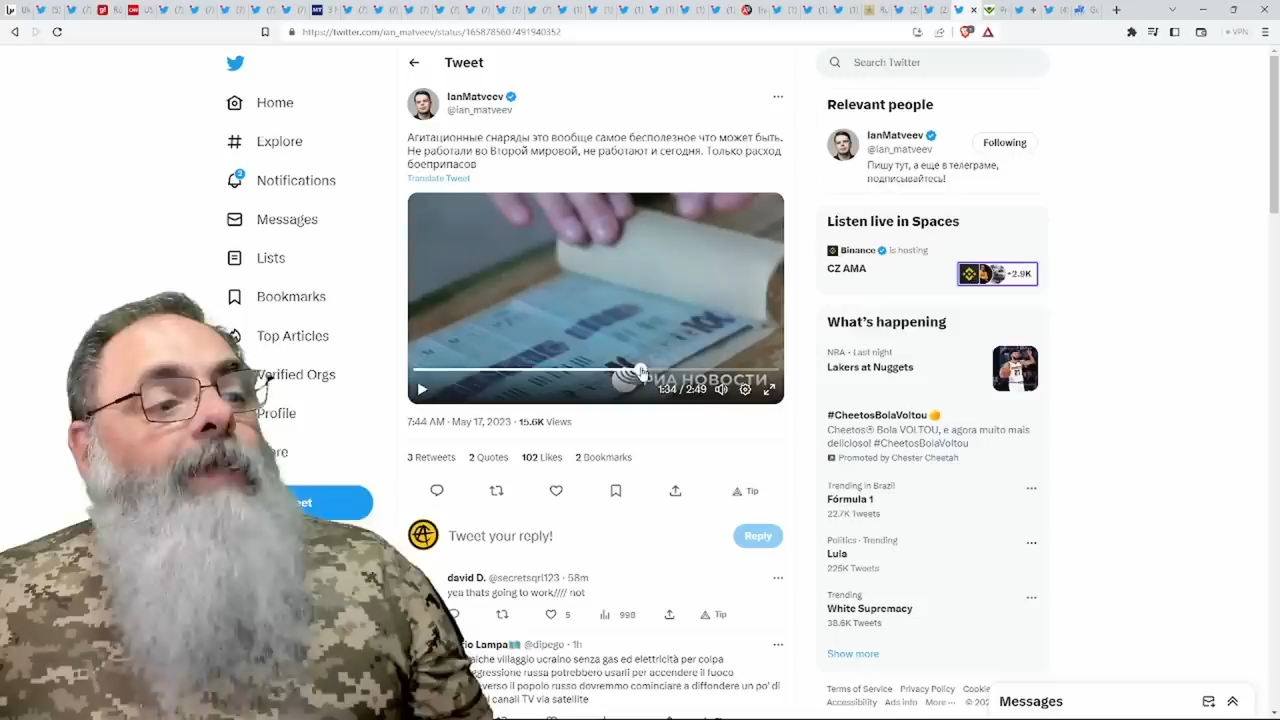 https://twitter.com/ian_matveev/status/1658785607491940352
VPN
Home
Explore
2
Notifications
Messages
Lists
Bookmarks
Top Articles
Verified Orgs
Profile
Tweet
IanMatveev
@ian_matveev
Агитационные снаряды это вообще самое бесполезное что может быть.
Не работали во Второй мировой, не работают и сегодня. Только расход
боеприпасов
Translate Tweet
РИА НОВОСТИ
1:34 / 2:49
7:44 AM · May 17, 2023 · 15.6K Views
3 Retweets 2 Quotes 102 Likes 2 Bookmarks
Tip
Tweet your reply!
Reply
david D. @secretsqrl123 · 58m
yea thats going to work//// not
5 998 Tip
Lampa @dipego · 1h
villaggio ucraino senza gas ed elettricità per colpa
russa potrebbero usarli per accendere il fuoco
verso il popolo russo dovremmo cominciare a diffondere un po' di
canali TV via satellite
Search Twitter
Relevant people
IanMatveev
@ian_matveev
Following
Пишу тут, а еще в телеграме,
подписывайтесь!
Listen live in Spaces
Binance is hosting
CZ AMA
+2.9K
What's happening
NBA · Last night
Lakers at Nuggets
#CheetosBolaVoltou
Cheetos® Bola VOLTOU, e agora muito mais
delicioso! #CheetosBolaVoltou
Promoted by Chester Cheetah
Trending in Brazil
Fórmula 1
22.7K Tweets
Politics · Trending
Lula
225K Tweets
Trending
White Supremacy
38.6K Tweets
Show more
Terms of Service Privacy Policy
Accessibility Ads info More
Messages